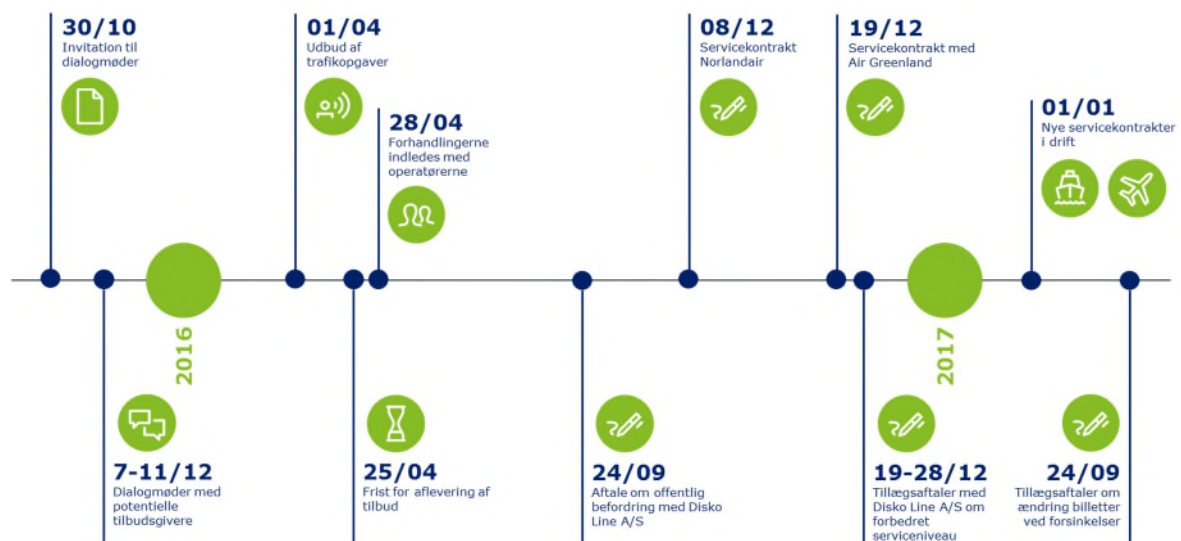 30/10
Invitation til
dialogmøder
01/04
Udbud af
trafikopgaver
28/04
Forhandlingerne
indledes med
operatørerne
08/12
Servicekontrakt
Norlandair
19/12
Servicekontrakt med
Air Greenland
01/01
Nye servicekontrakter
i drift
2016
2017
7-11/12
Dialogmøder med
potentielle
tilbudsgivere
25/04
Frist for aflevering af
tilbud
24/09
Aftale om offentlig
befordring med Disko
Line A/S
19-28/12
Tillægsaftaler med
Disko Line A/S om
forbedret
serviceniveau
24/09
Tillægsaftaler om
ændring billetter
ved forsinkelser